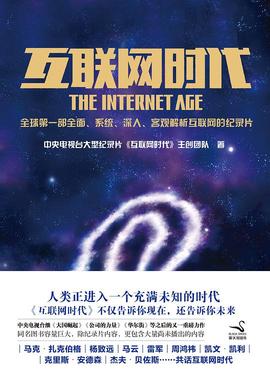 互联网时代
THE INTERNET AGE
全球第一部全面、系统、深入、客观解析互联网的纪录片
中央电视台大型纪录片《互联网时代》主创团队 著
人类正进入一个充满未知的时代
《互联网时代》不仅告诉你现在，还告诉你未来
中央电视台继《大国崛起》《公司的力量》《华尔街》等之后的又一重磅力作
同名图书容量巨大，除纪录片内容，更包含大量尚未播出的内容
| 马克·扎克伯格 | 杨致远 | 马云 | 雷军 | 周鸿祎 | 凯文·凯利 |
| 克里斯·安德森 | 杰夫·贝佐斯……共话互联网时代